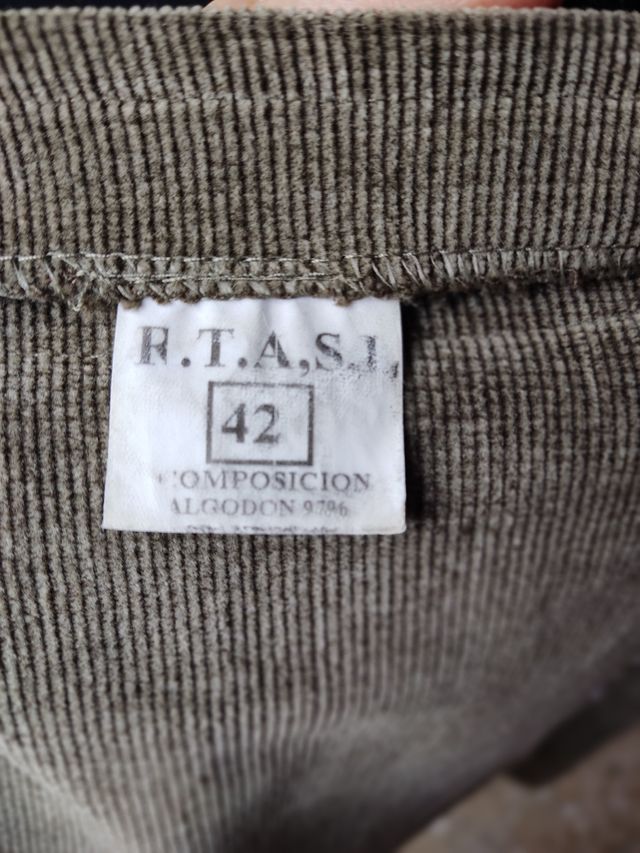 R.T.A,S.L
42
COMPOSICION
ALGODON 97%